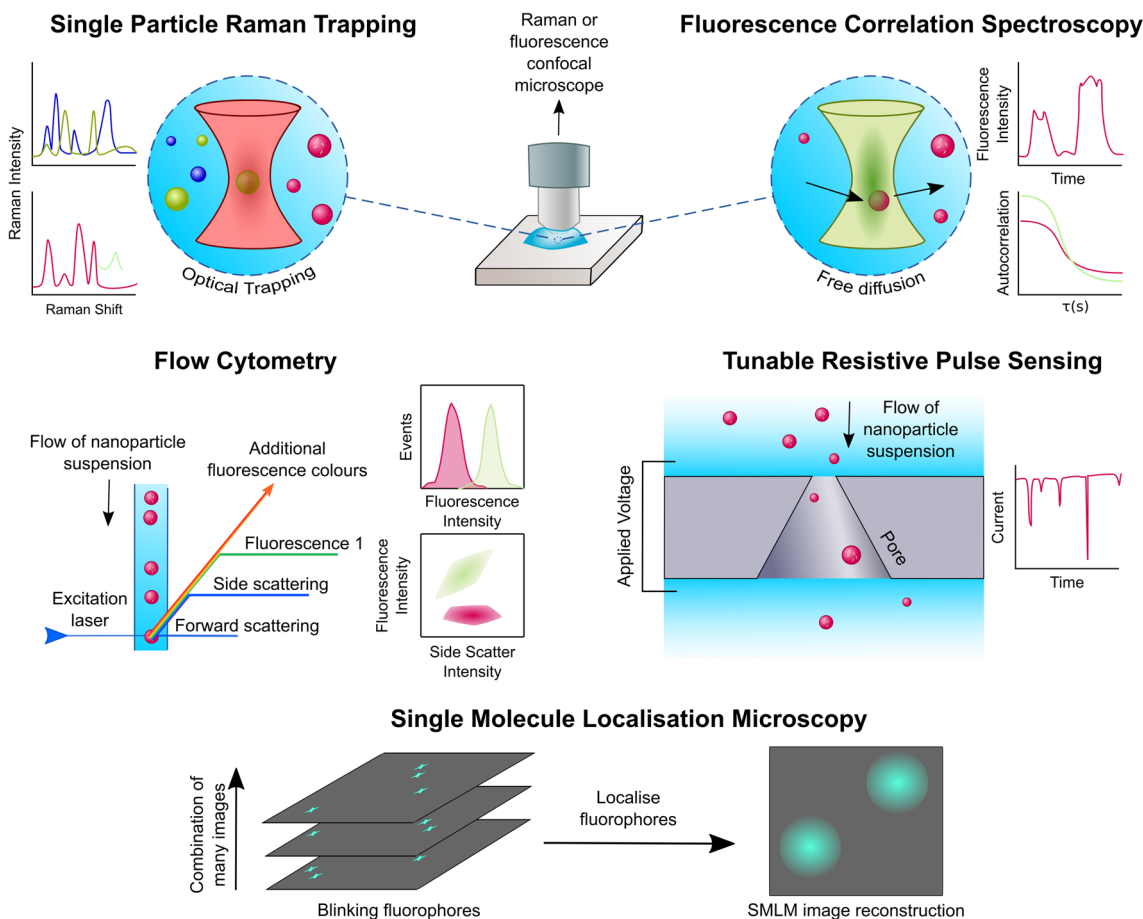 Single Particle Raman Trapping
Raman or
fluorescence
confocal
microscope
Fluorescence Correlation Spectroscopy
Raman Intensity
Raman Shift
Optical Trapping
Free diffusion
Fluorescence
Intensity
Time
Autocorrelation
τ(s)
Flow Cytometry
Flow of nanoparticle
suspension
Additional
fluorescence colours
Fluorescence 1
Side scattering
Excitation
laser
Forward scattering
Events
Fluorescence
Intensity
Fluorescence
Intensity
Side Scatter
Intensity
Tunable Resistive Pulse Sensing
Flow of
nanoparticle
suspension
Applied Voltage
Pore
Current
Time
Single Molecule Localisation Microscopy
Combination of
many images
Blinking fluorophores
Localise
fluorophores
SMLM image reconstruction